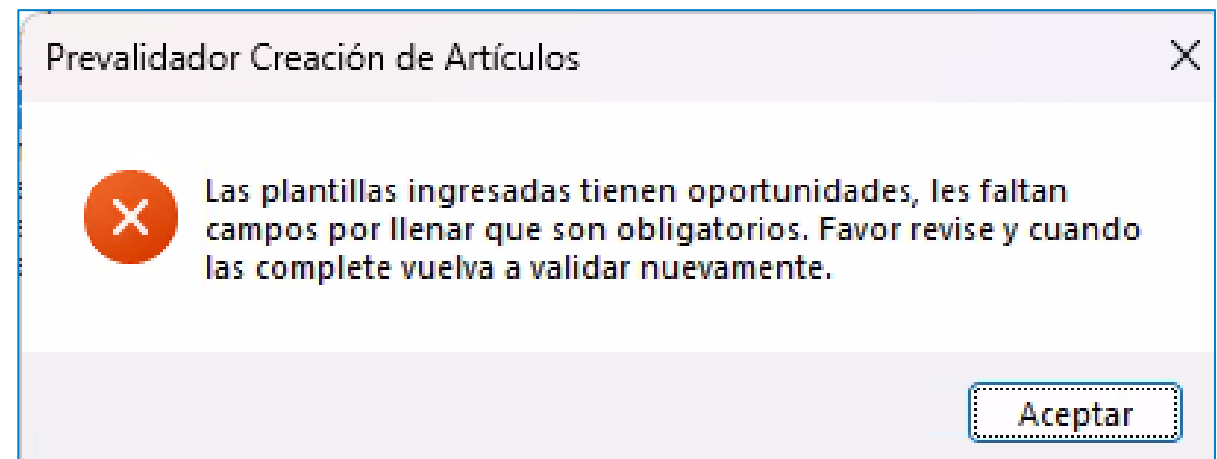 Prevalidador Creación de Artículos
Las plantillas ingresadas tienen oportunidades, les faltan
campos por llenar que son obligatorios. Favor revise y cuando
las complete vuelva a validar nuevamente.
Aceptar